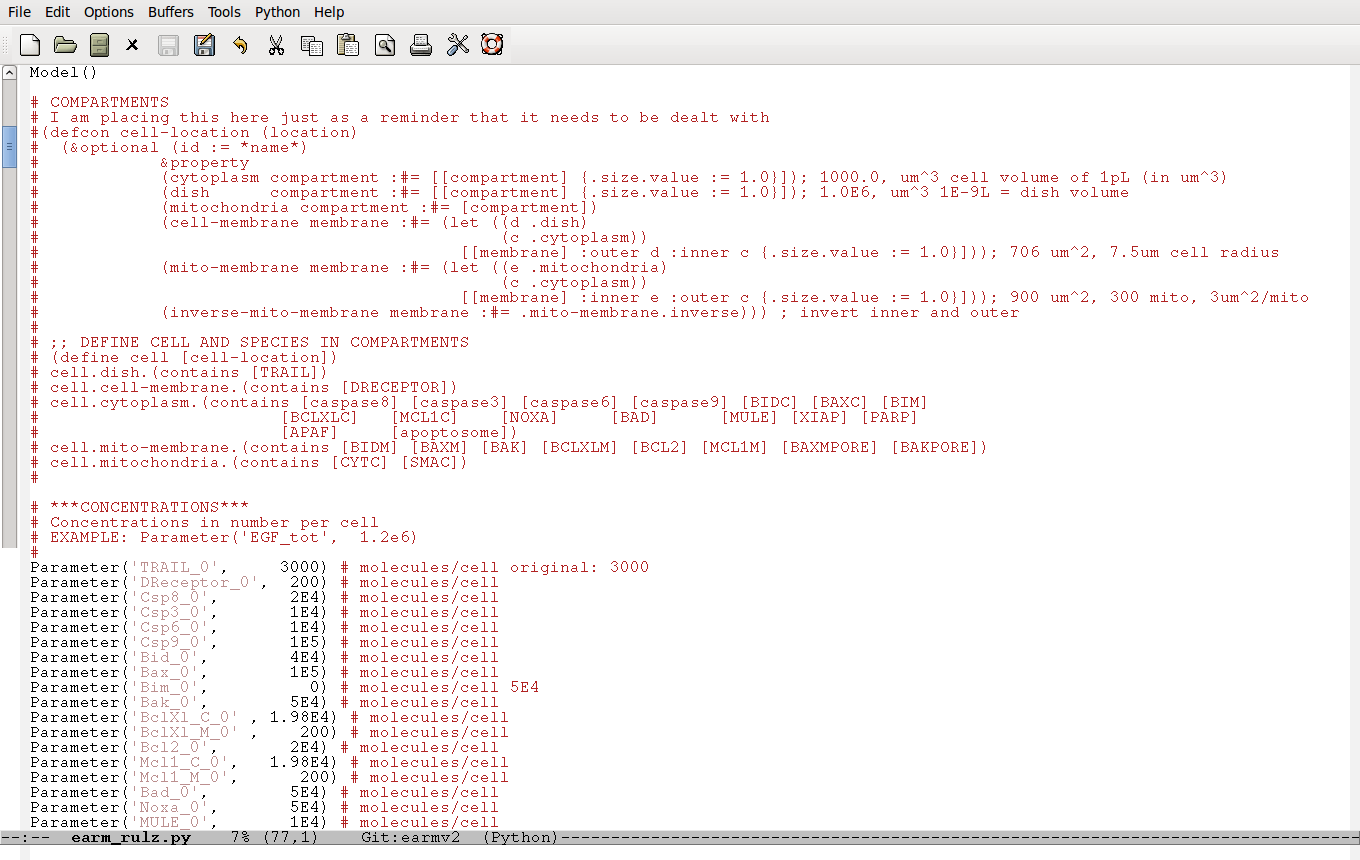 File Edit Options Buffers Tools Python Help
Model()
# COMPARTMENTS
# I am placing this here just as a reminder that it needs to be dealt with
#(defcon cell-location (location)
#  (&optional (id := *name*)
#            &property
#            (cytoplasm compartment :#= [[compartment] {.size.value := 1.0}]); 1000.0, um^3 cell volume of 1pL (in um^3)
#            (dish      compartment :#= [[compartment] {.size.value := 1.0}]); 1.0E6, um^3 1E-9L = dish volume
#            (mitochondria compartment :#= [compartment])
#            (cell-membrane membrane :#= (let ((d .dish)
#                                              (c .cytoplasm))
#                                          [[membrane] :outer d :inner c {.size.value := 1.0}])); 706 um^2, 7.5um cell radius
#            (mito-membrane membrane :#= (let ((e .mitochondria)
#                                              (c .cytoplasm))
#                                          [[membrane] :inner e :outer c {.size.value := 1.0}])); 900 um^2, 300 mito, 3um^2/mito
#            (inverse-mito-membrane membrane :#= .mito-membrane.inverse))) ; invert inner and outer
#
# ;; DEFINE CELL AND SPECIES IN COMPARTMENTS
# (define cell [cell-location])
# cell.dish.(contains [TRAIL])
# cell.cell-membrane.(contains [DRECEPTOR])
# cell.cytoplasm.(contains [caspase8] [caspase3] [caspase6] [caspase9] [BIDC] [BAXC] [BIM]
#                        [BCLXLC]   [MCL1C]    [NOXA]     [BAD]      [MULE] [XIAP] [PARP]
#                        [APAF]     [apoptosome])
# cell.mito-membrane.(contains [BIDM] [BAXM] [BAK] [BCLXLM] [BCL2] [MCL1M] [BAXMPORE] [BAKPORE])
# cell.mitochondria.(contains [CYTC] [SMAC])
#
# ***CONCENTRATIONS***
# Concentrations in number per cell
# EXAMPLE: Parameter('EGF_tot',  1.2e6)
#
Parameter('TRAIL_0',     3000) # molecules/cell original: 3000
Parameter('DReceptor_0',  200) # molecules/cell
Parameter('Csp8_0',       2E4) # molecules/cell
Parameter('Csp3_0',       1E4) # molecules/cell
Parameter('Csp6_0',       1E4) # molecules/cell
Parameter('Csp9_0',       1E5) # molecules/cell
Parameter('Bid_0',        4E4) # molecules/cell
Parameter('Bax_0',        1E5) # molecules/cell
Parameter('Bim_0',          0) # molecules/cell 5E4
Parameter('Bak_0',        5E4) # molecules/cell
Parameter('BclXl_C_0' , 1.98E4) # molecules/cell
Parameter('BclXl_M_0' ,    200) # molecules/cell
Parameter('Bcl2_0',       2E4) # molecules/cell
Parameter('Mcl1_C_0',   1.98E4) # molecules/cell
Parameter('Mcl1_M_0',      200) # molecules/cell
Parameter('Bad_0',        5E4) # molecules/cell
Parameter('Noxa_0',       5E4) # molecules/cell
Parameter('MULE_0',       1E4) # molecules/cell
--:--  earm_rulz.py    7% (77,1)    Git:earmv2  (Python)--------------------------------------------------------------------------------